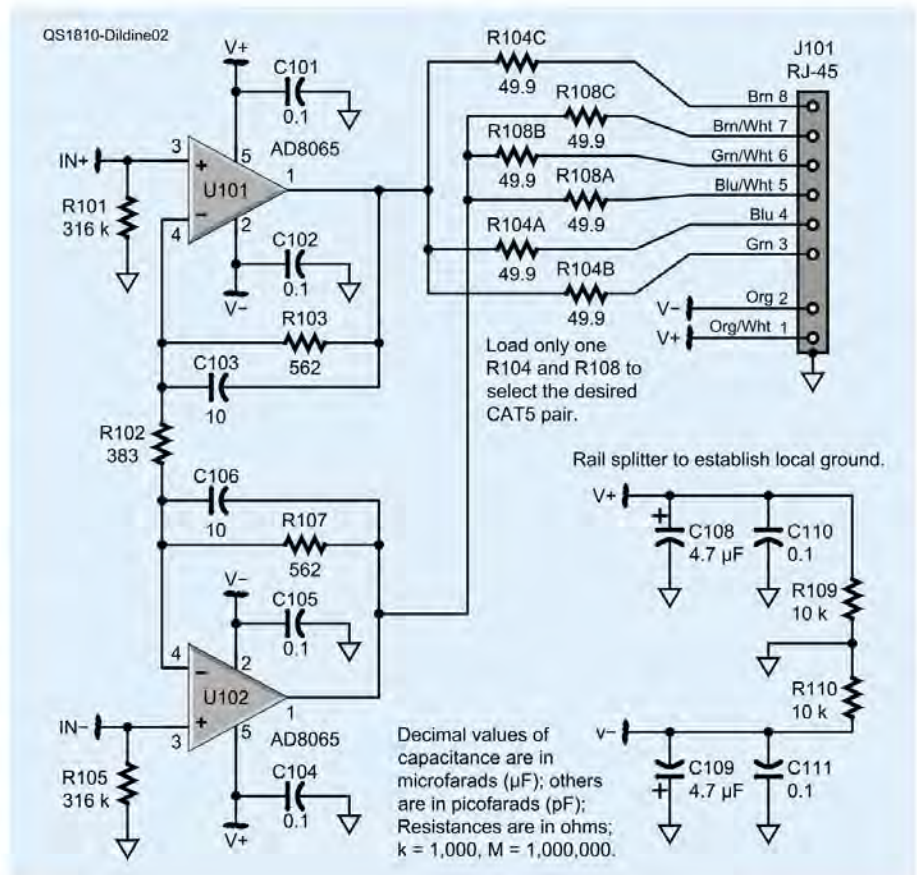 QS1810-Dildine02
V+
C101
0.1
R104C
49.9
J101
RJ-45
R108C
49.9
Brn 8
Brn/Wht 7
R108B
49.9
Grn/Wht 6
IN+
3
+
5
AD8065
1
U101
R108A
49.9
Blu/Wht 5
R101
316 k
−
4
2
C102
0.1
V−
R104A
49.9
Blu 4
Grn 3
R104B
49.9
V−
Org 2
V+
Org/Wht 1
R103
562
C103
10
Load only one
R104 and R108 to
select the desired
CAT5 pair.
R102
383
C106
10
R107
562
Rail splitter to establish local ground.
V+
+
C108
4.7 µF
C110
0.1
R109
10 k
V−
C105
0.1
4
−
2
U102
1
R110
10 k
IN−
3
+
5
AD8065
R105
316 k
C104
0.1
V+
Decimal values of
capacitance are in
microfarads (µF); others
are in picofarads (pF);
Resistances are in ohms;
k = 1,000, M = 1,000,000.
v−
C109
4.7 µF
+
C111
0.1